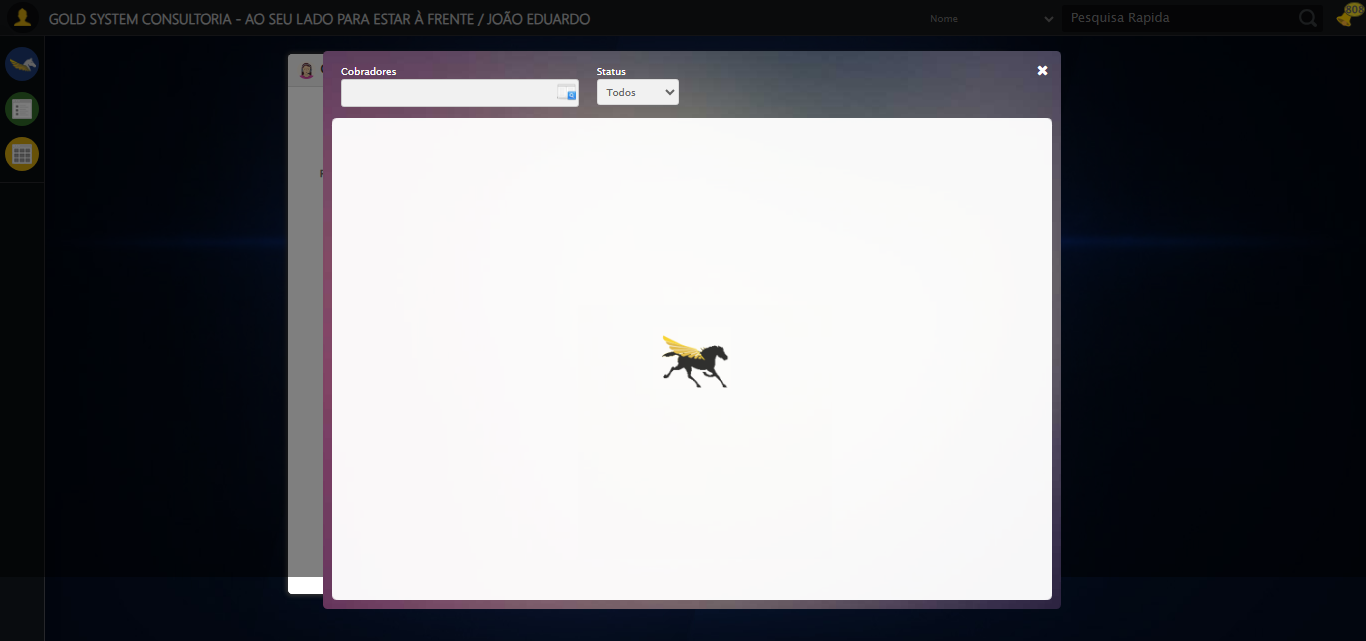 GOLD SYSTEM CONSULTORIA - AO SEU LADO PARA ESTAR À FRENTE / JOÃO EDUARDO
Nome
Pesquisa Rapida
808
Cobradores
Status
Todos